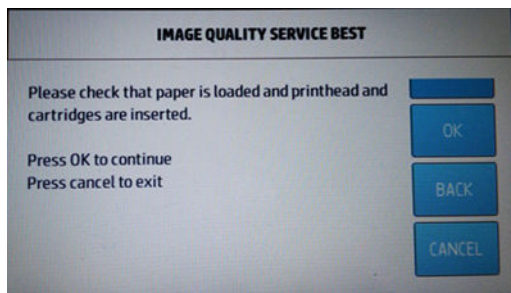 IMAGE QUALITY SERVICE BEST
Please check that paper is loaded and printhead and
cartridges are inserted.
Press OK to continue
Press cancel to exit
OK
BACK
CANCEL